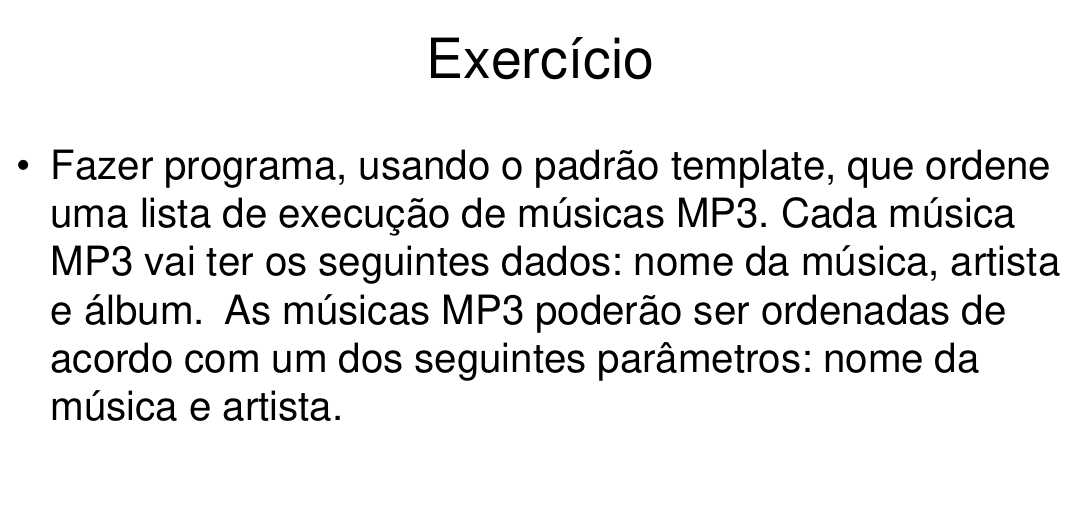 Exercício
• Fazer programa, usando o padrão template, que ordene
uma lista de execução de músicas MP3. Cada música
MP3 vai ter os seguintes dados: nome da música, artista
e álbum.  As músicas MP3 poderão ser ordenadas de
acordo com um dos seguintes parâmetros: nome da
música e artista.